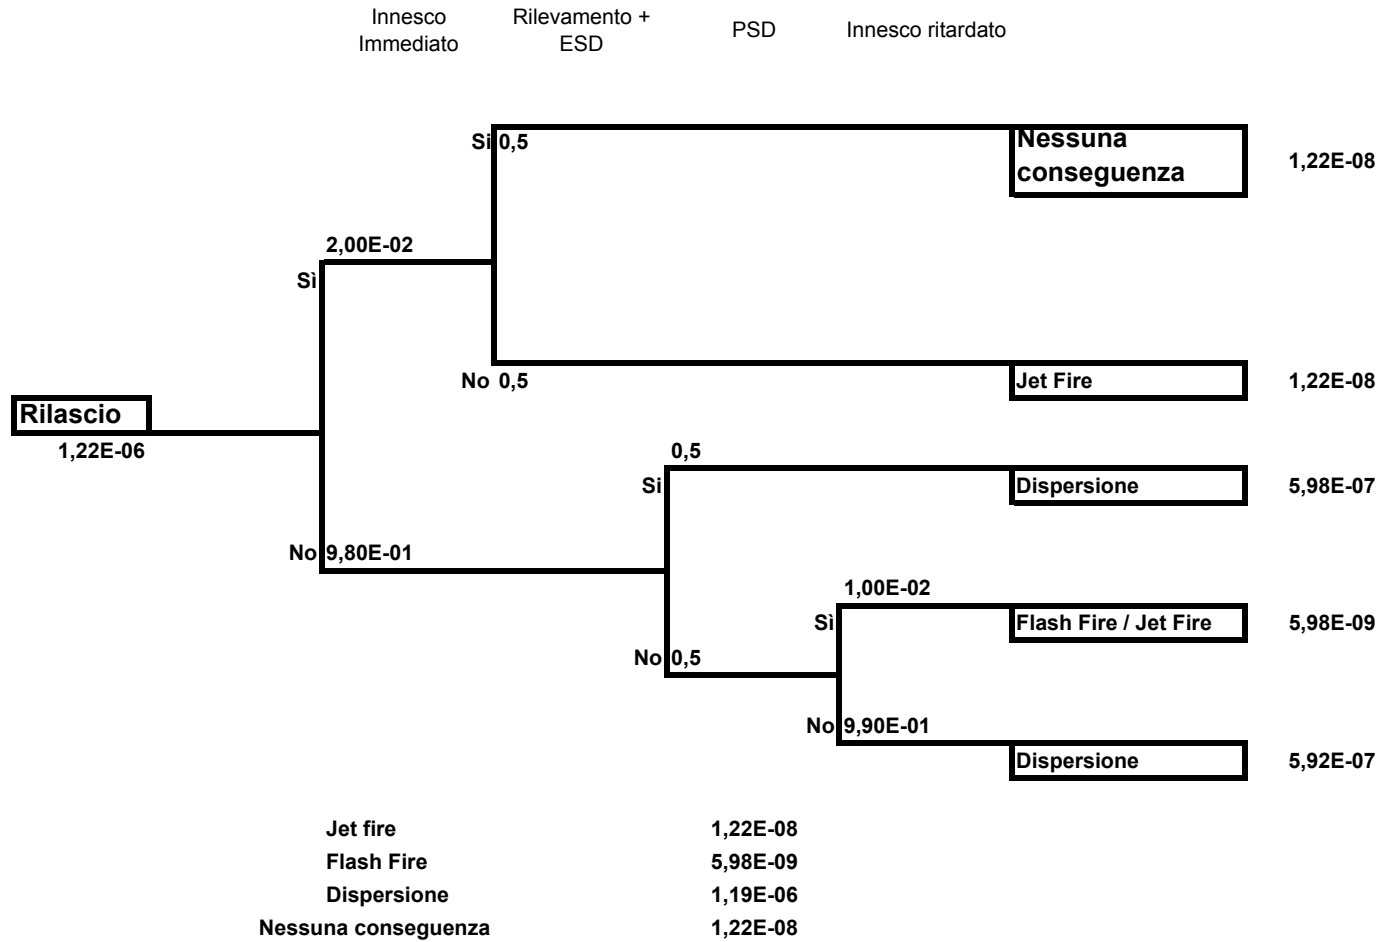 Innesco
Immediato
Rilevamento +
ESD
PSD
Innesco ritardato
Si 0,5
Nessuna
conseguenza
1,22E-08
2,00E-02
Sì
No 0,5
Jet Fire
1,22E-08
Rilascio
1,22E-06
0,5
Si
Dispersione
5,98E-07
No 9,80E-01
1,00E-02
Sì
Flash Fire / Jet Fire
5,98E-09
No 0,5
No 9,90E-01
Dispersione
5,92E-07
Jet fire 1,22E-08
Flash Fire 5,98E-09
Dispersione 1,19E-06
Nessuna conseguenza 1,22E-08